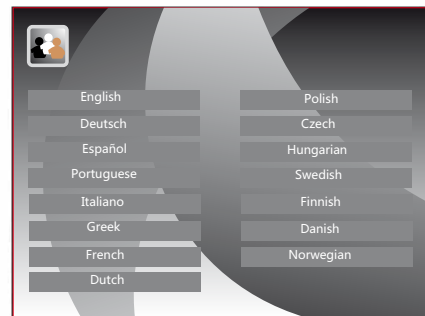 English
Deutsch
Español
Portuguese
Italiano
Greek
French
Dutch
Polish
Czech
Hungarian
Swedish
Finnish
Danish
Norwegian